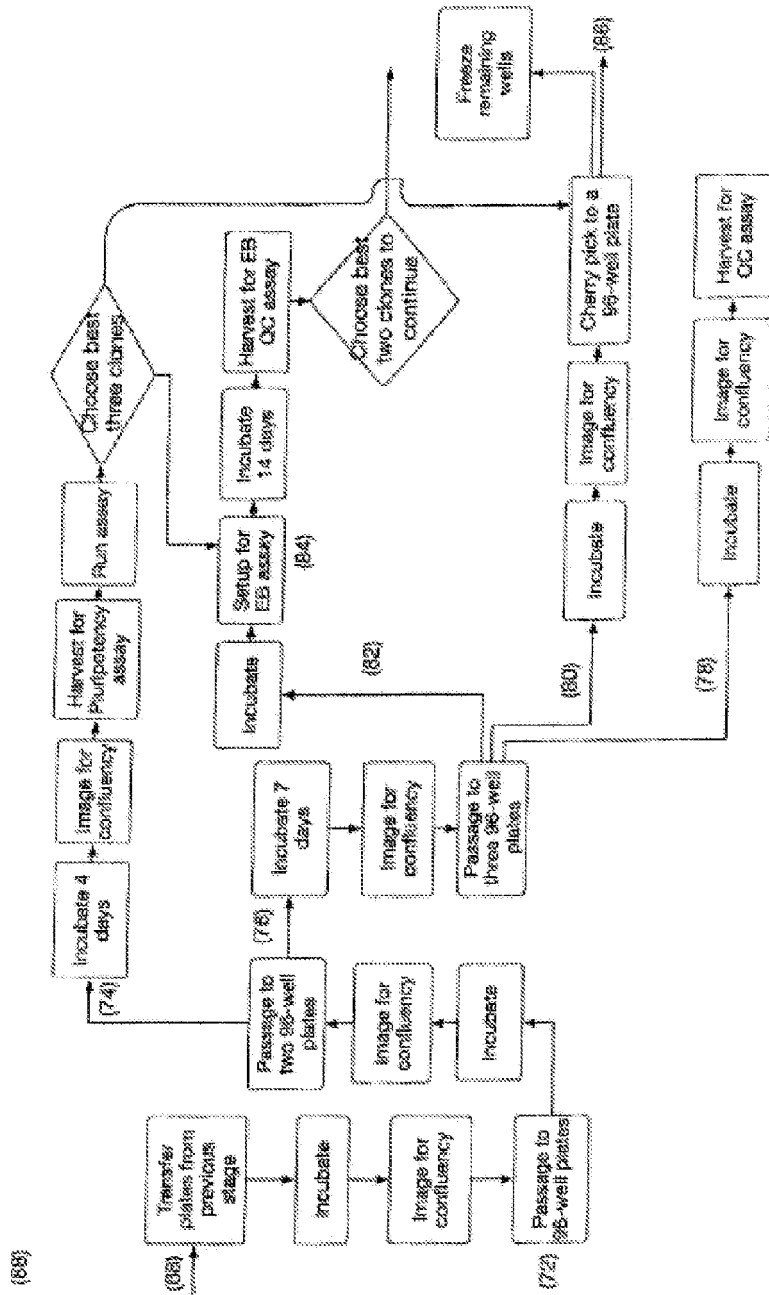 (68)
(68)
Transfer
plates from
previous
stage
Incubate
Image for
confluency
Passage to
96-well plates
(72)
Incubate
Image for
confluency
Passage to
two 96-well
plates
(74)
Incubate 4
days
Image for
confluency
Harvest for
Pluripotency
assay
Run assay
Choose best
three clones
(76)
Incubate 7
days
Image for
confluency
Passage to
three 96-well
plates
(82)
Incubate
Setup for
EB assay
(84)
Incubate
14 days
Harvest for EB
QC assay
Choose best
two clones to
continue
(80)
Incubate
Image for
confluency
Cherry pick to a
96-well plate
Freeze
remaining
wells
(86)
(78)
Incubate
Image for
confluency
Harvest for
QC assay